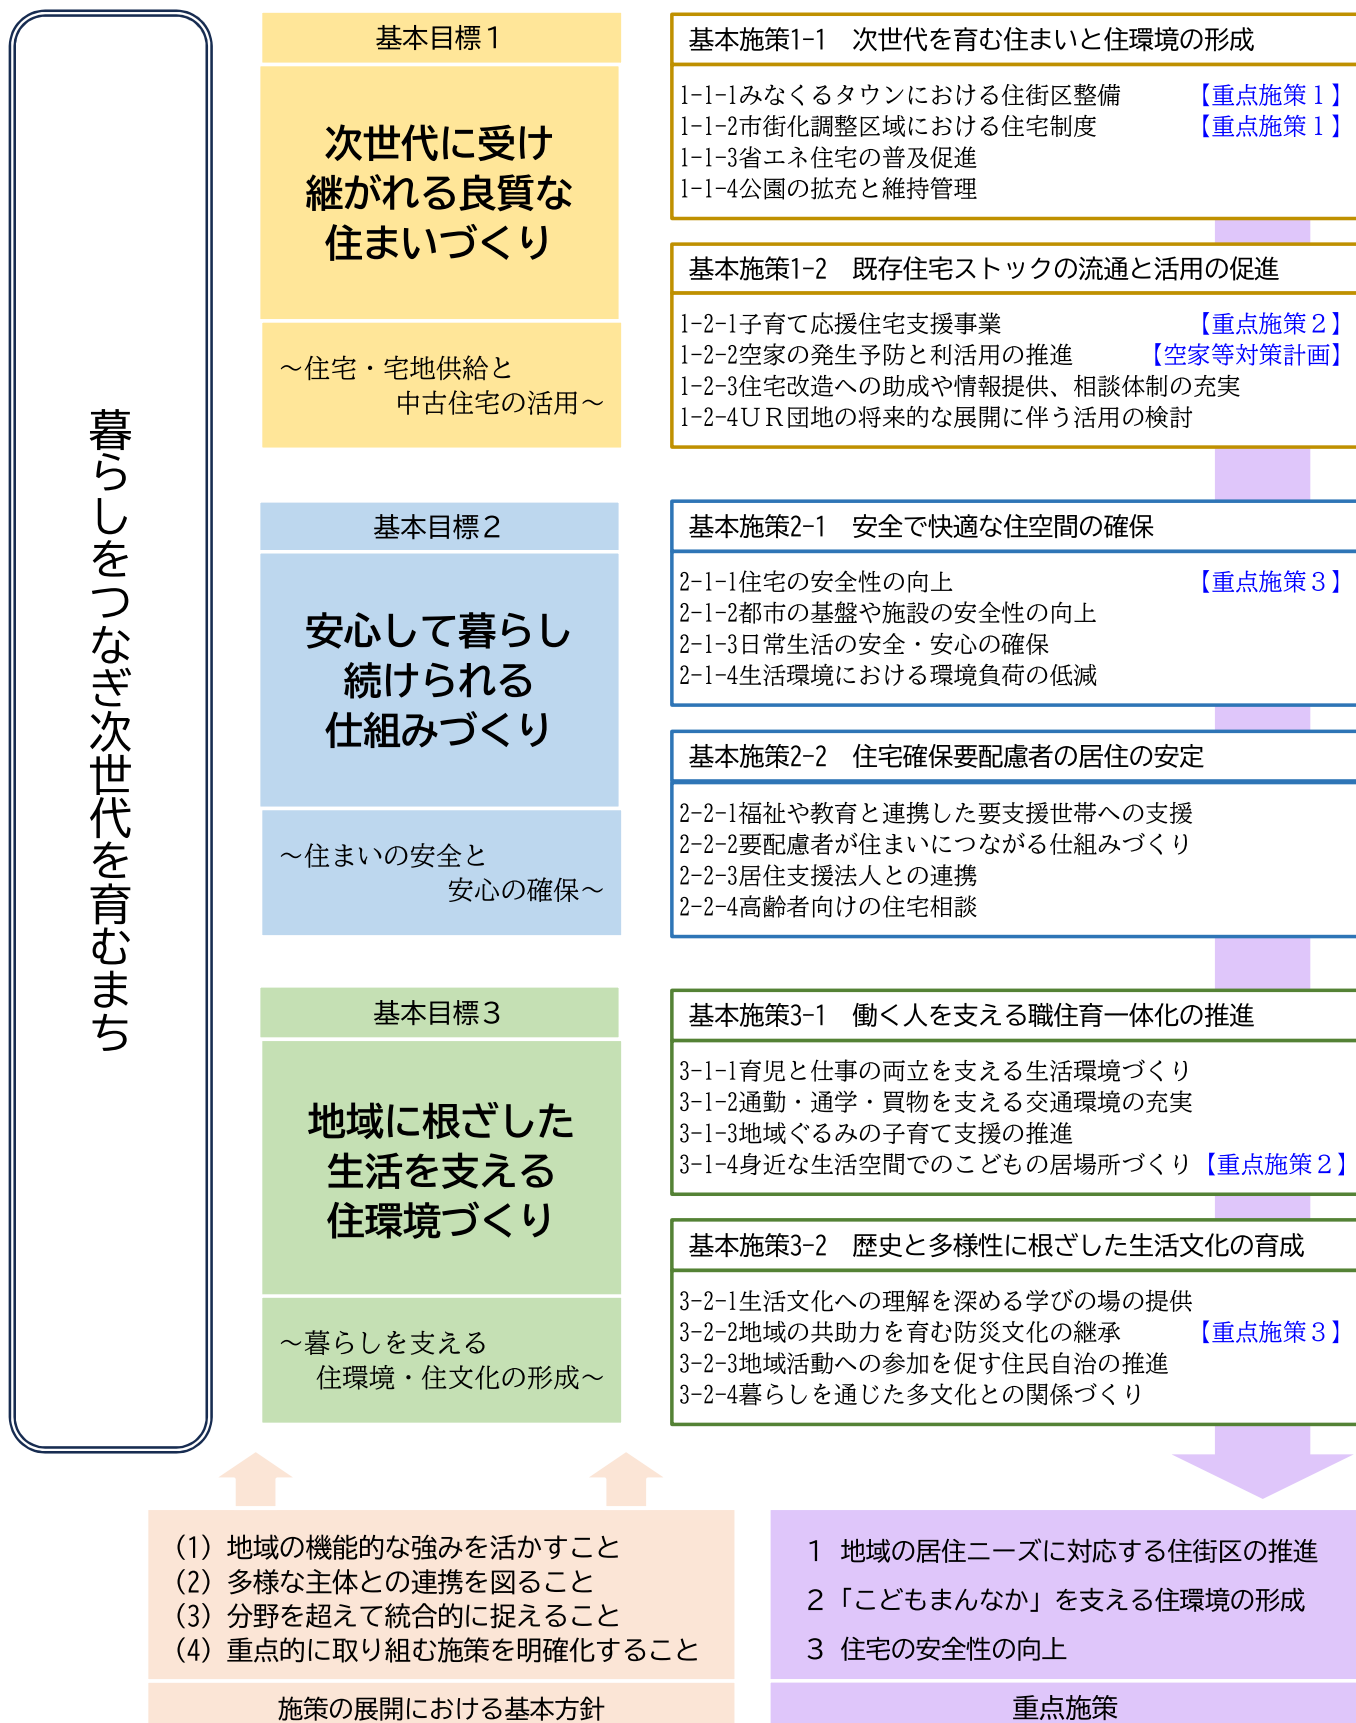 暮らしをつなぎ次世代を育むまち
基本目標１
次世代に受け
継がれる良質な
住まいづくり
～住宅・宅地供給と
中古住宅の活用～
基本施策1-1　次世代を育む住まいと住環境の形成
1-1-1みなくるタウンにおける住街区整備　【重点施策１】
1-1-2市街化調整区域における住宅制度　【重点施策１】
1-1-3省エネ住宅の普及促進
1-1-4公園の拡充と維持管理
基本施策1-2　既存住宅ストックの流通と活用の促進
1-2-1子育て応援住宅支援事業　【重点施策２】
1-2-2空家の発生予防と利活用の推進　【空家等対策計画】
1-2-3住宅改造への助成や情報提供、相談体制の充実
1-2-4ＵＲ団地の将来的な展開に伴う活用の検討
基本目標２
安心して暮らし
続けられる
仕組みづくり
～住まいの安全と
安心の確保～
基本施策2-1　安全で快適な住空間の確保
2-1-1住宅の安全性の向上　【重点施策３】
2-1-2都市の基盤や施設の安全性の向上
2-1-3日常生活の安全・安心の確保
2-1-4生活環境における環境負荷の低減
基本施策2-2　住宅確保要配慮者の居住の安定
2-2-1福祉や教育と連携した要支援世帯への支援
2-2-2要配慮者が住まいにつながる仕組みづくり
2-2-3居住支援法人との連携
2-2-4高齢者向けの住宅相談
基本目標３
地域に根ざした
生活を支える
住環境づくり
～暮らしを支える
住環境・住文化の形成～
基本施策3-1　働く人を支える職住育一体化の推進
3-1-1育児と仕事の両立を支える生活環境づくり
3-1-2通勤・通学・買物を支える交通環境の充実
3-1-3地域ぐるみの子育て支援の推進
3-1-4身近な生活空間でのこどもの居場所づくり【重点施策２】
基本施策3-2　歴史と多様性に根ざした生活文化の育成
3-2-1生活文化への理解を深める学びの場の提供
3-2-2地域の共助力を育む防災文化の継承　【重点施策３】
3-2-3地域活動への参加を促す住民自治の推進
3-2-4暮らしを通じた多文化との関係づくり
（1）地域の機能的な強みを活かすこと
（2）多様な主体との連携を図ること
（3）分野を超えて統合的に捉えること
（4）重点的に取り組む施策を明確化すること
施策の展開における基本方針
１ 地域の居住ニーズに対応する住街区の推進
２「こどもまんなか」を支える住環境の形成
３ 住宅の安全性の向上
重点施策